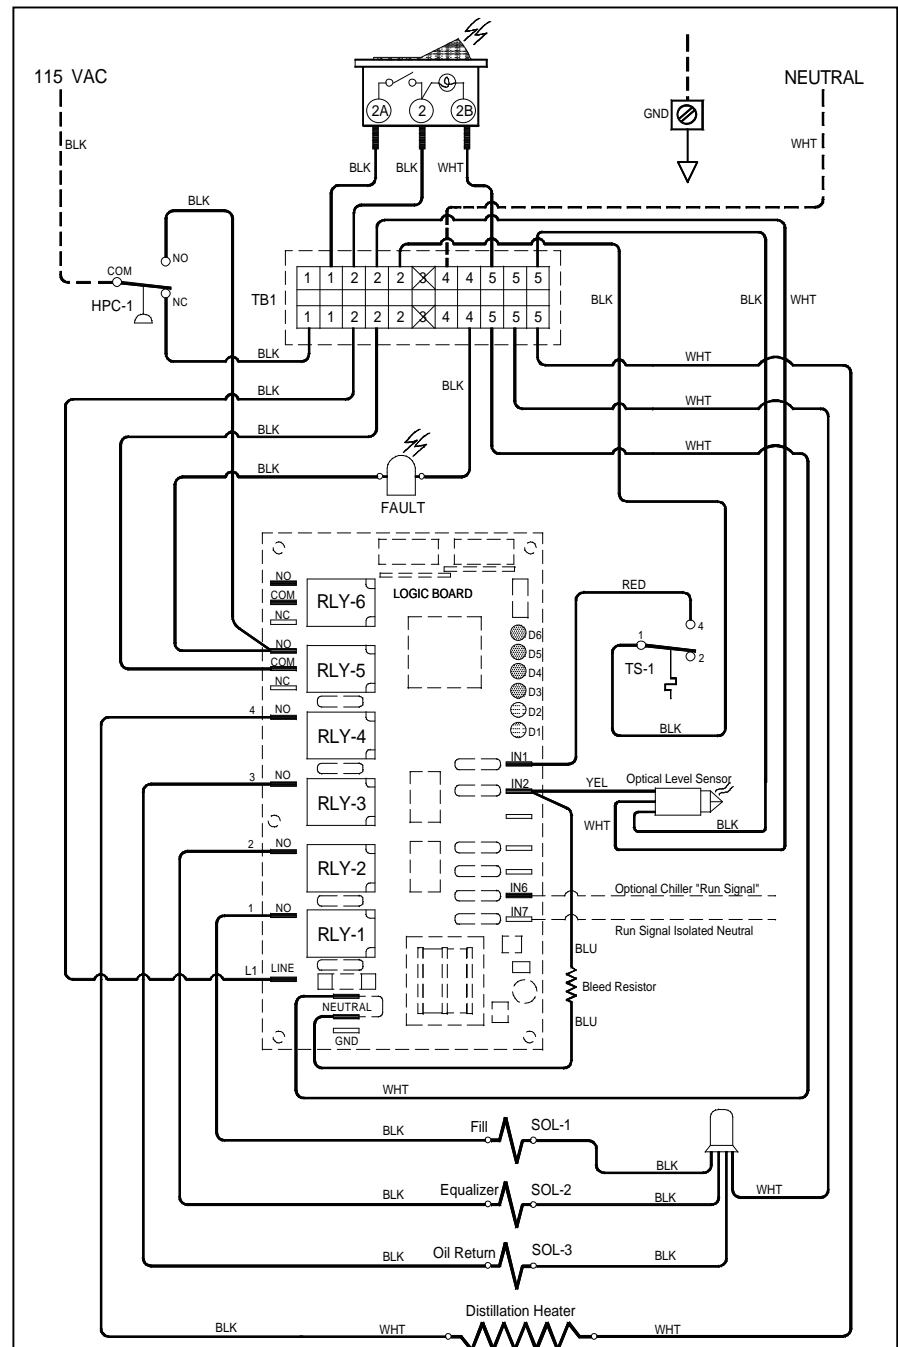 115 VAC
NEUTRAL
2A 2 2B
GND
BLK
WHT
BLK BLK WHT
BLK
NO
COM
HPC-1
NC
TB1
1 1 2 2 2 3 4 4 5 5 5
1 1 2 2 2 3 4 4 5 5 5
BLK
BLK
WHT
BLK
WHT
BLK
BLK
WHT
BLK
WHT
BLK
FAULT
LOGIC BOARD
NO
COM
NC
RLY-6
NO
COM
NC
RLY-5
4 NO
RLY-4
3 NO
RLY-3
2 NO
RLY-2
1 NO
RLY-1
L1 LINE
NEUTRAL
GND
D6
D5
D4
D3
D2
D1
RED
4
1
2
TS-1
BLK
IN1
IN2
YEL
Optical Level Sensor
WHT
BLK
IN6
Optional Chiller "Run Signal"
IN7
Run Signal Isolated Neutral
BLU
Bleed Resistor
BLU
WHT
BLK
Fill
SOL-1
BLK
WHT
BLK
Equalizer
SOL-2
BLK
BLK
Oil Return
SOL-3
BLK
Distillation Heater
BLK
WHT
WHT